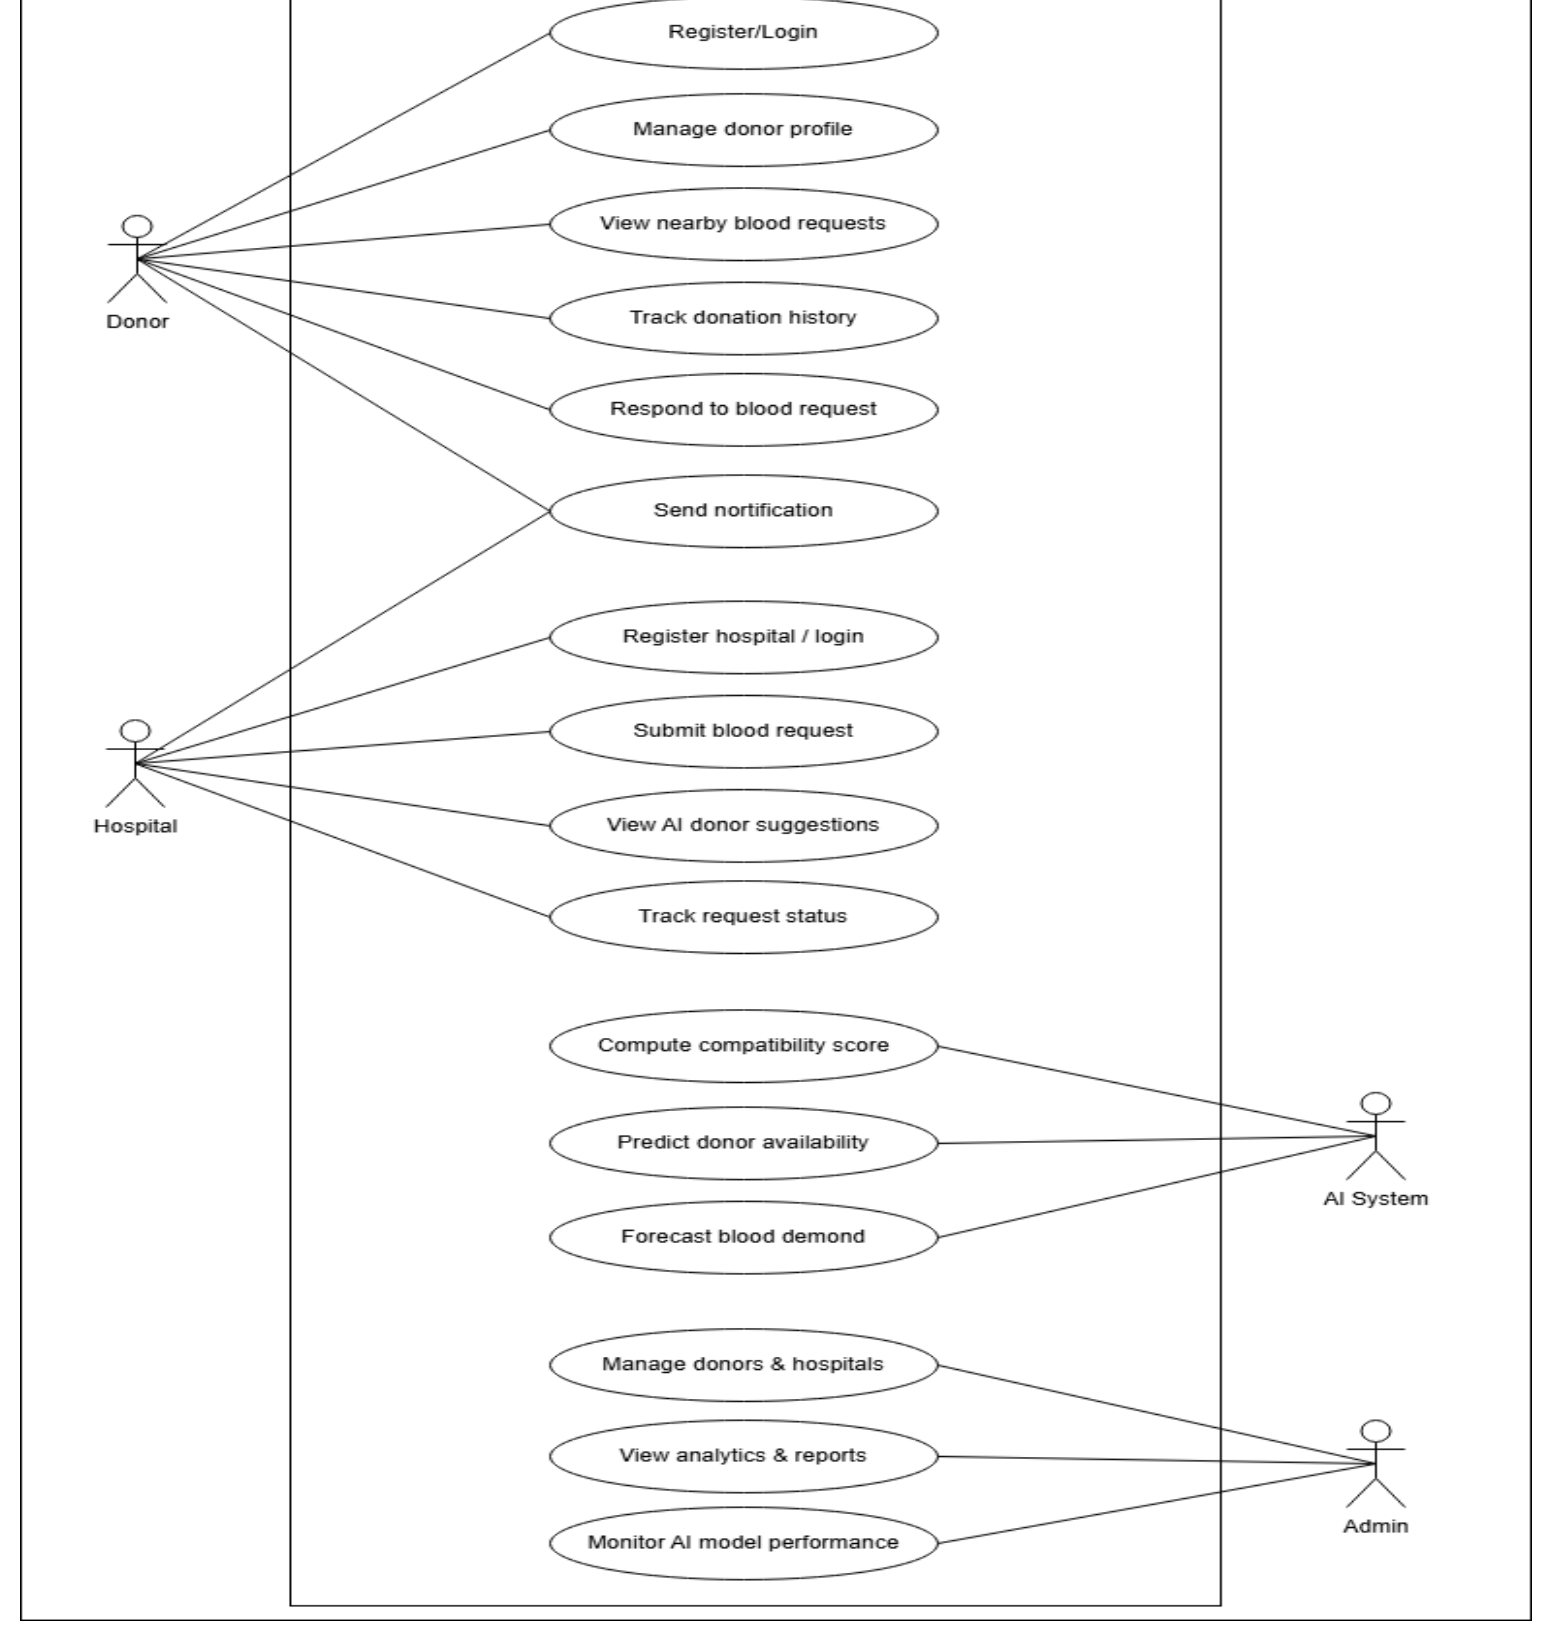 Register/Login
Manage donor profile
View nearby blood requests
Donor
Track donation history
Respond to blood request
Send nortification
Register hospital / login
Submit blood request
Hospital
View AI donor suggestions
Track request status
Compute compatibility score
Predict donor availability
AI System
Forecast blood demond
Manage donors & hospitals
View analytics & reports
Admin
Monitor AI model performance